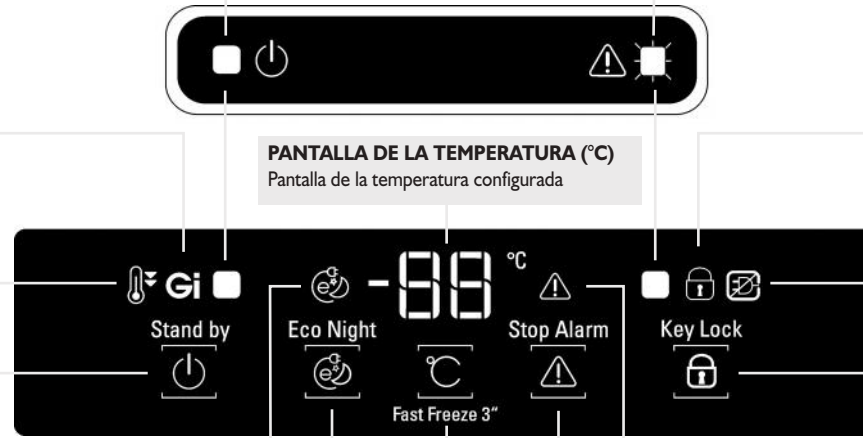 PANTALLA DE LA TEMPERATURA (°C)
Pantalla de la temperatura configurada
Gi
-88 °C
Stand by
Eco Night
Stop Alarm
Key Lock
e
e
°C
Fast Freeze 3“